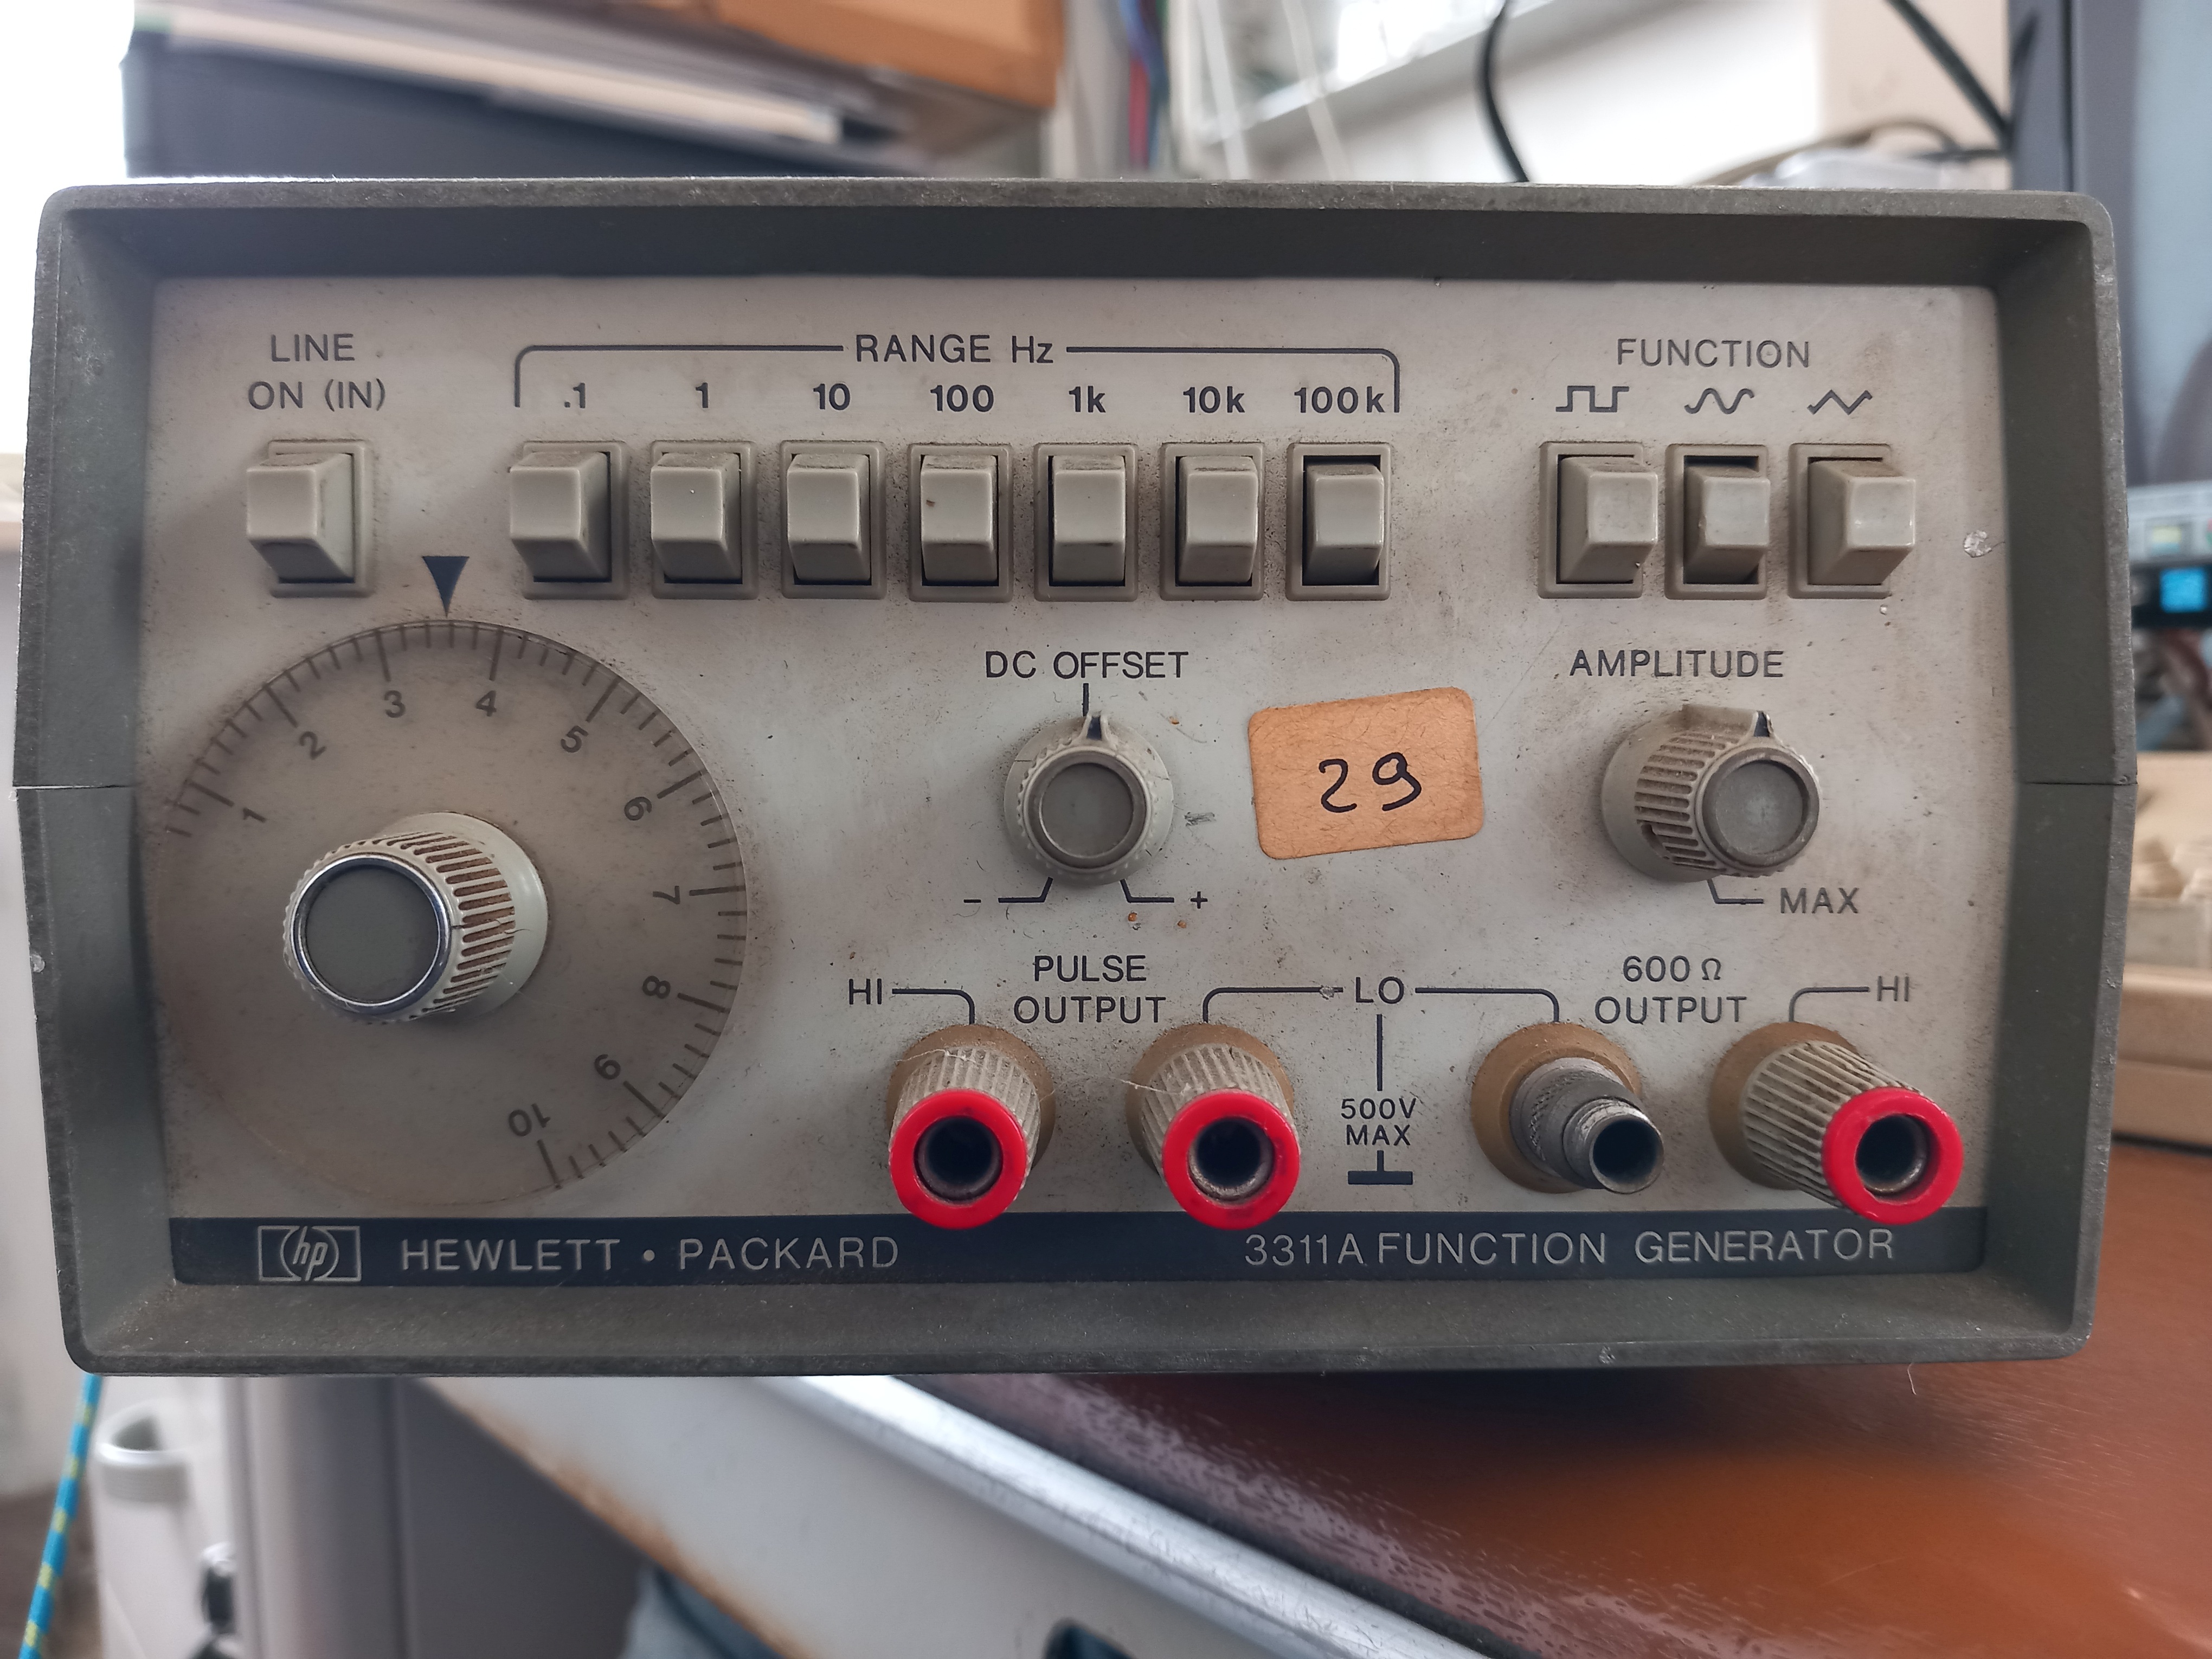 LINE
ON (IN)
RANGE Hz
.1 1 10 100 1k 10k 100k
FUNCTION
1 2 3 4 5 6 7 8 9 10
DC OFFSET
- +
29
AMPLITUDE
MAX
HI
PULSE
OUTPUT
LO
500V
MAX
600 Ω
OUTPUT
HI
hp HEWLETT • PACKARD
3311A FUNCTION GENERATOR